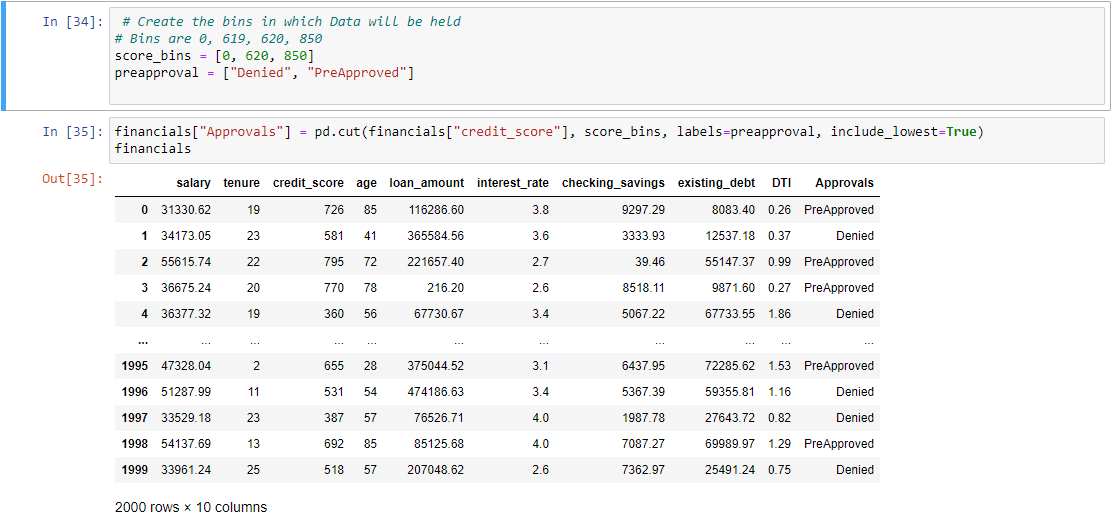 In [34]:
# Create the bins in which Data will be held
# Bins are 0, 619, 620, 850
score_bins = [0, 620, 850]
preapproval = ["Denied", "PreApproved"]
In [35]:
financials["Approvals"] = pd.cut(financials["credit_score"], score_bins, labels=preapproval, include_lowest=True)
financials
Out[35]:
salary tenure credit_score age loan_amount interest_rate checking_savings existing_debt DTI Approvals
0 31330.62 19 726 85 116286.60 3.8 9297.29 8083.40 0.26 PreApproved
1 34173.05 23 581 41 365584.56 3.6 3333.93 12537.18 0.37 Denied
2 55615.74 22 795 72 221657.40 2.7 39.46 55147.37 0.99 PreApproved
3 36675.24 20 770 78 216.20 2.6 8518.11 9871.60 0.27 PreApproved
4 36377.32 19 360 56 67730.67 3.4 5067.22 67733.55 1.86 Denied
... ... ... ... ... ... ... ... ... ... ...
1995 47328.04 2 655 28 375044.52 3.1 6437.95 72285.62 1.53 PreApproved
1996 51287.99 11 531 54 474186.63 3.4 5367.39 59355.81 1.16 Denied
1997 33529.18 23 387 57 76526.71 4.0 1987.78 27643.72 0.82 Denied
1998 54137.69 13 692 85 85125.68 4.0 7087.27 69989.97 1.29 PreApproved
1999 33961.24 25 518 57 207048.62 2.6 7362.97 25491.24 0.75 Denied
2000 rows × 10 columns